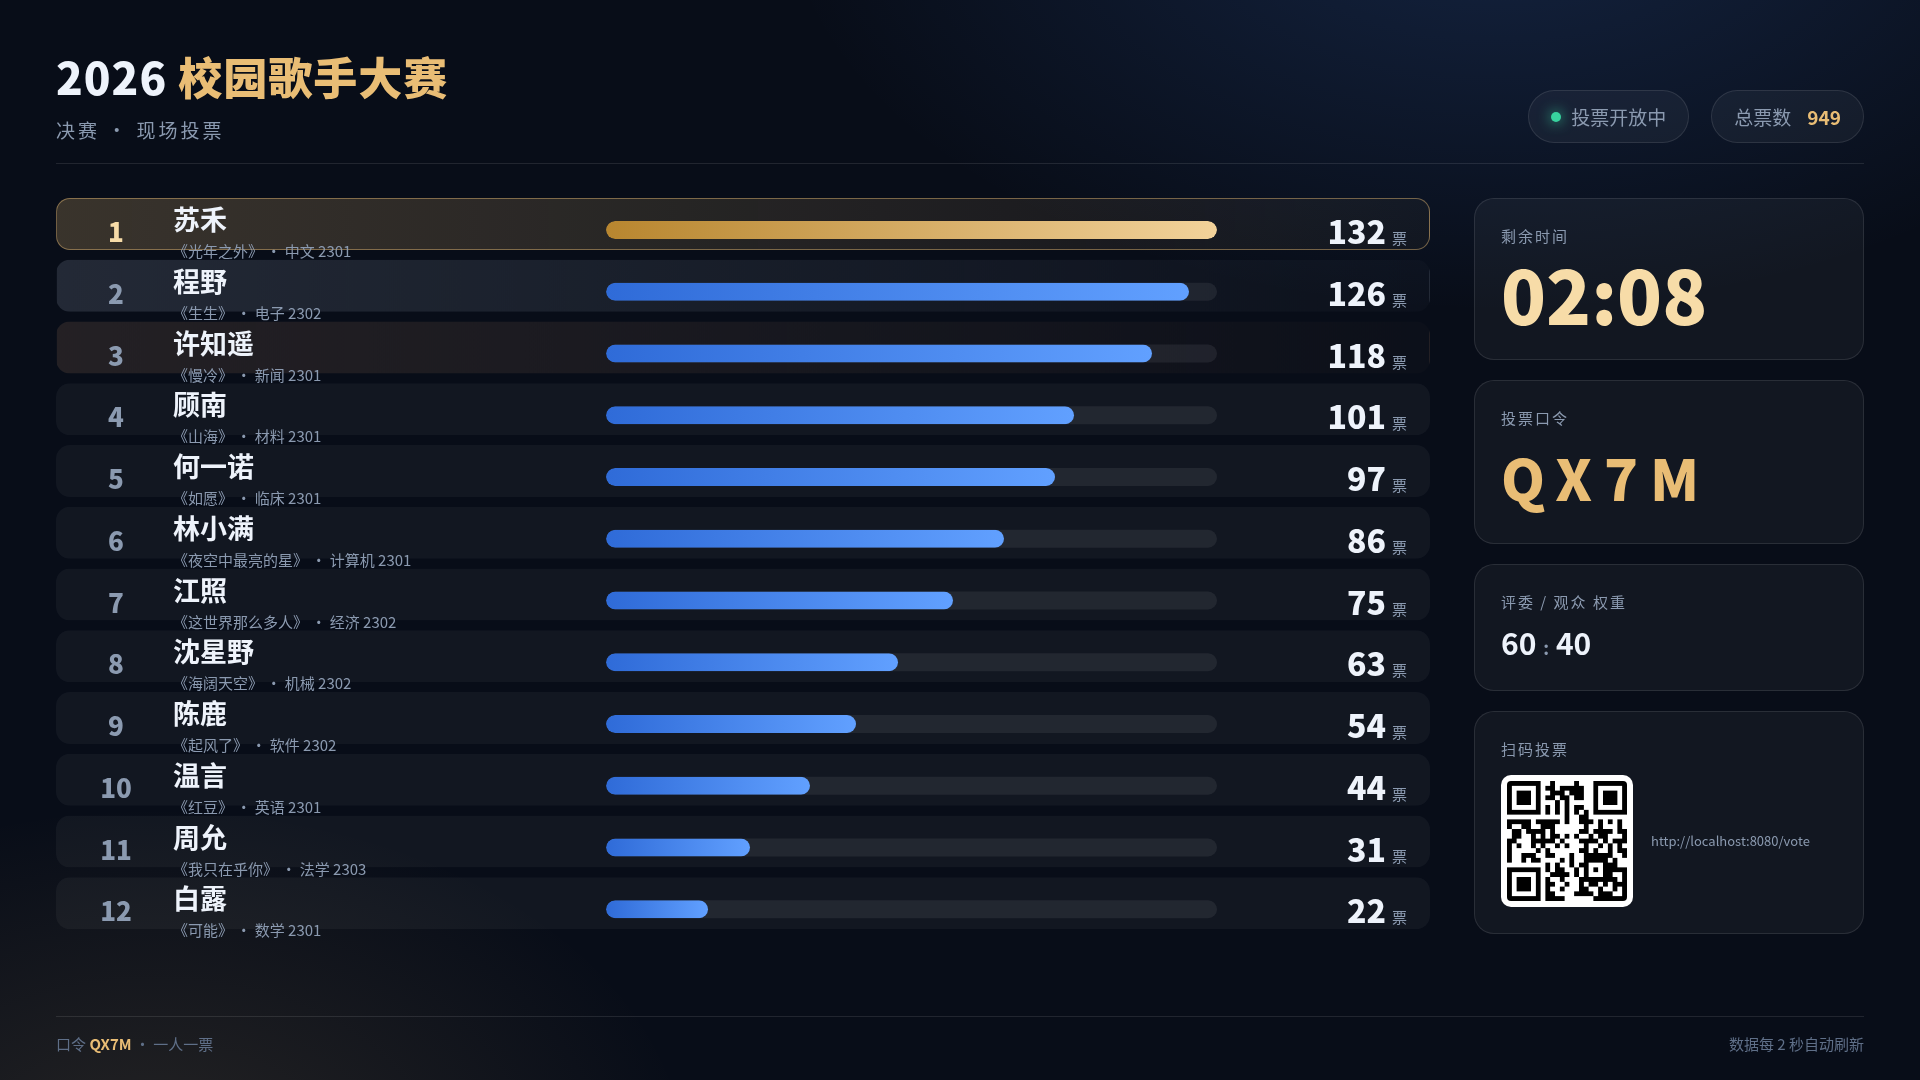 2026 校园歌手大赛
决赛 · 现场投票
投票开放中
总票数 949
1 苏禾 132 票
《光年之外》 · 中文 2301
2 程野 126 票
《生生》 · 电子 2302
3 许知遥 118 票
《慢冷》 · 新闻 2301
4 顾南 101 票
《山海》 · 材料 2301
5 何一诺 97 票
《如愿》 · 临床 2301
6 林小满 86 票
《夜空中最亮的星》 · 计算机 2301
7 江照 75 票
《这世界那么多人》 · 经济 2302
8 沈星野 63 票
《海阔天空》 · 机械 2302
9 陈鹿 54 票
《起风了》 · 软件 2302
10 温言 44 票
《红豆》 · 英语 2301
11 周允 31 票
《我只在乎你》 · 法学 2303
12 白露 22 票
《可能》 · 数学 2301
剩余时间
02:08
投票口令
QX7M
评委 / 观众 权重
60 : 40
扫码投票
http://localhost:8080/vote
口令 QX7M · 一人一票
数据每 2 秒自动刷新